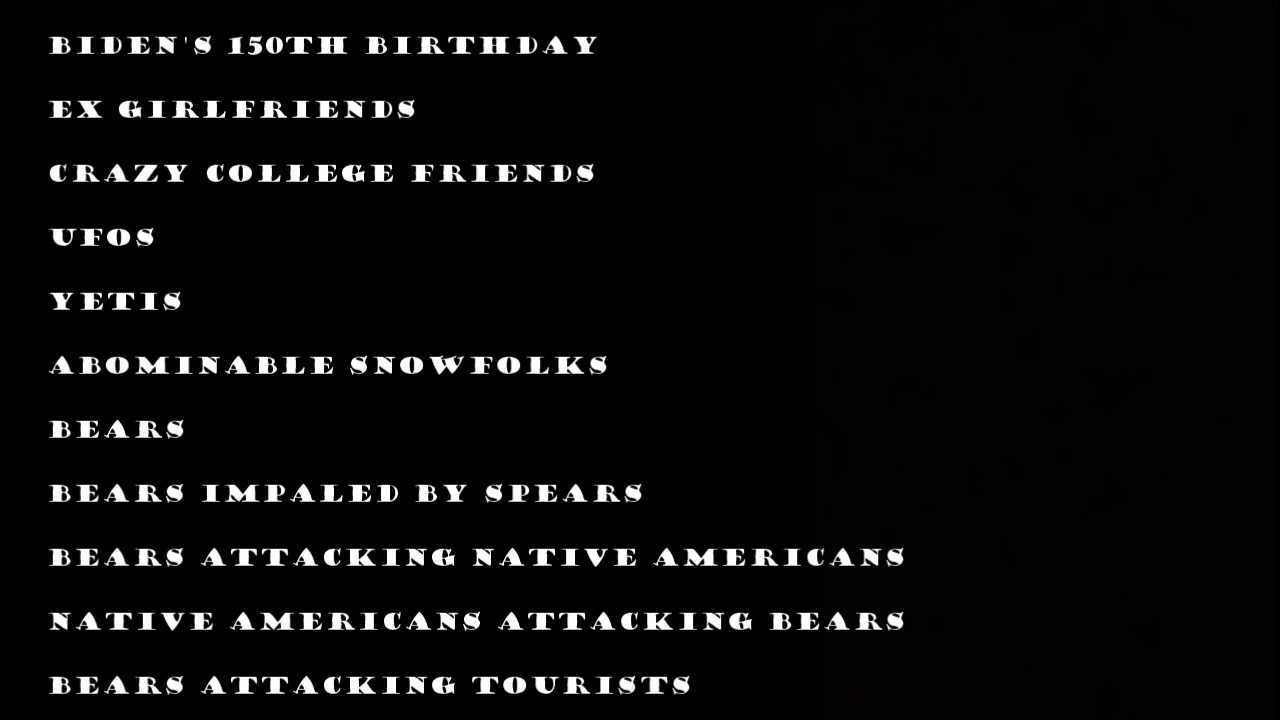 BIDEN'S 150TH BIRTHDAY
EX GIRLFRIENDS
CRAZY COLLEGE FRIENDS
UFOS
YETIS
ABOMINABLE SNOWFOLKS
BEARS
BEARS IMPALED BY SPEARS
BEARS ATTACKING NATIVE AMERICANS
NATIVE AMERICANS ATTACKING BEARS
BEARS ATTACKING TOURISTS